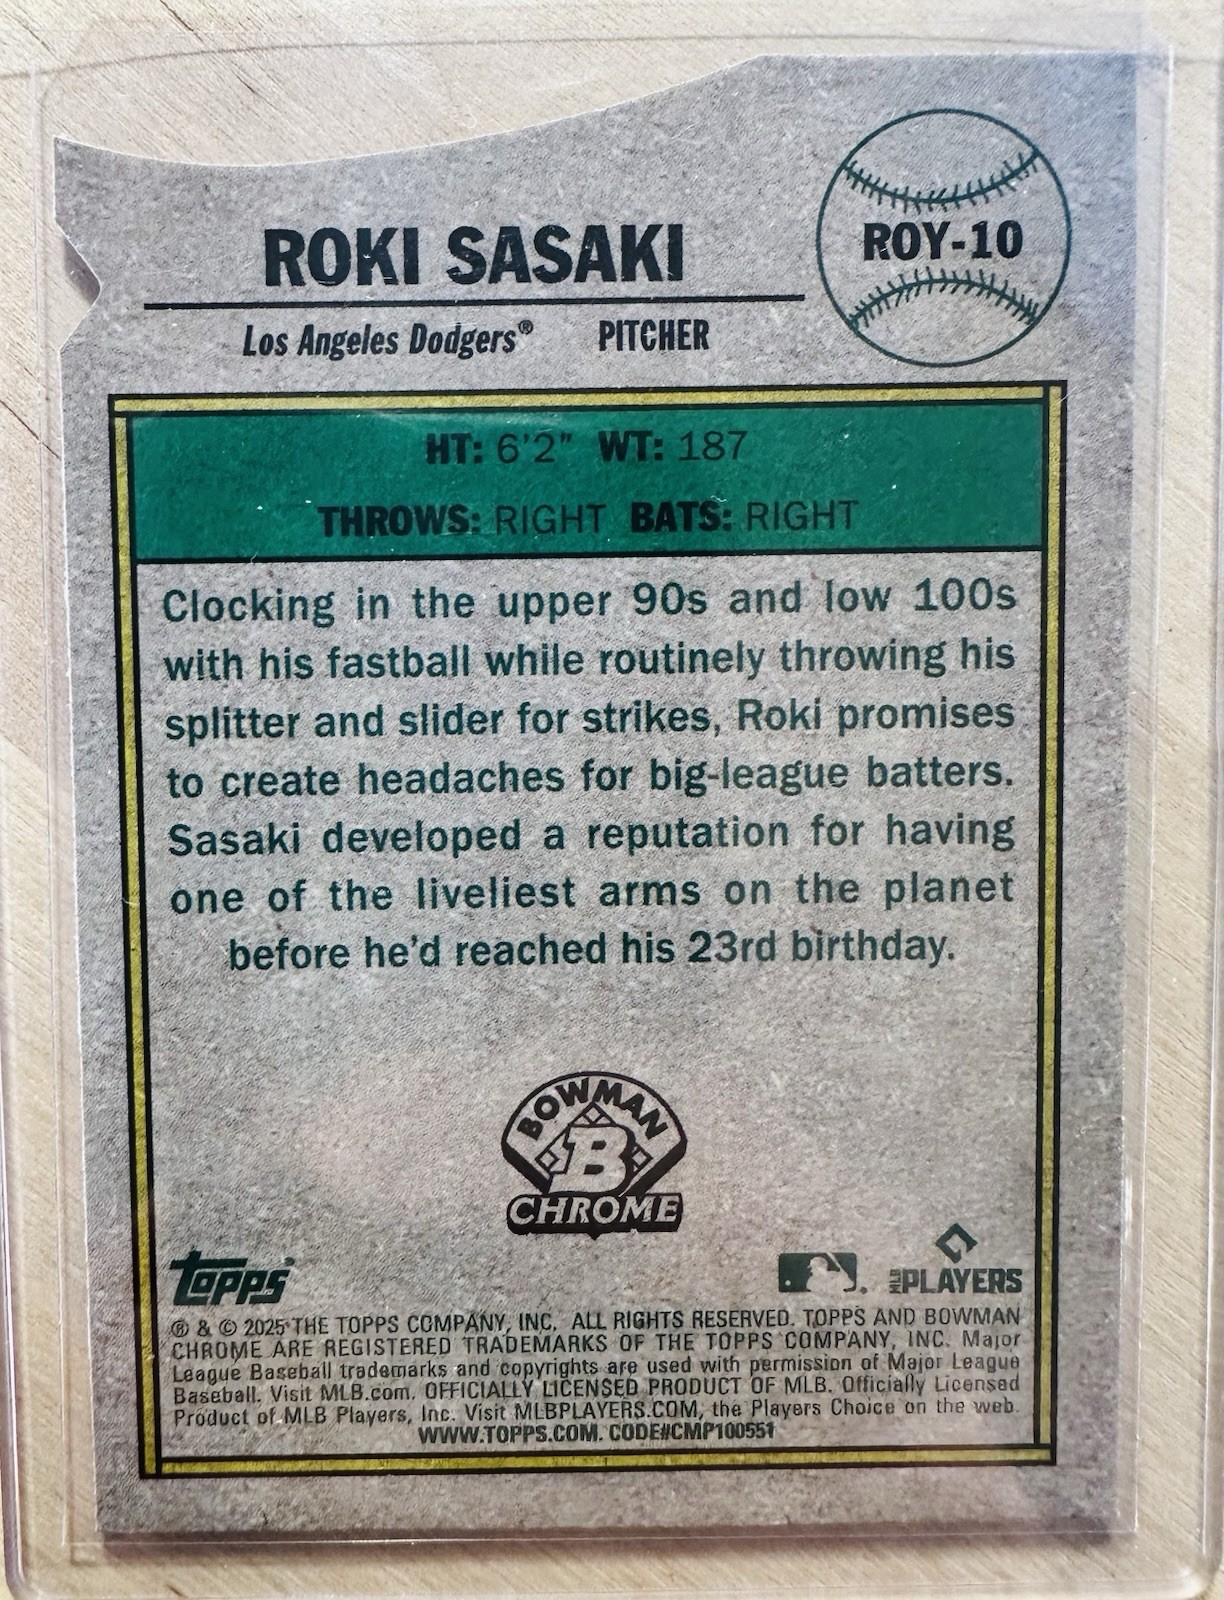 ROKI SASAKI
ROY-10
Los Angeles Dodgers® PITCHER
HT: 6'2" WT: 187
THROWS: RIGHT BATS: RIGHT
Clocking in the upper 90s and low 100s
with his fastball while routinely throwing his
splitter and slider for strikes, Roki promises
to create headaches for big-league batters.
Sasaki developed a reputation for having
one of the liveliest arms on the planet
before he'd reached his 23rd birthday.
BOWMAN
B
CHROME
topps®
MLB PLAYERS
® & © 2025 THE TOPPS COMPANY, INC. ALL RIGHTS RESERVED. TOPPS AND BOWMAN
CHROME ARE REGISTERED TRADEMARKS OF THE TOPPS COMPANY, INC. Major
League Baseball trademarks and copyrights are used with permission of Major League
Baseball. Visit MLB.com. OFFICIALLY LICENSED PRODUCT OF MLB. Officially Licensed
Product of MLB Players, Inc. Visit MLBPLAYERS.COM, the Players Choice on the web.
WWW.TOPPS.COM. CODE#CMP100551